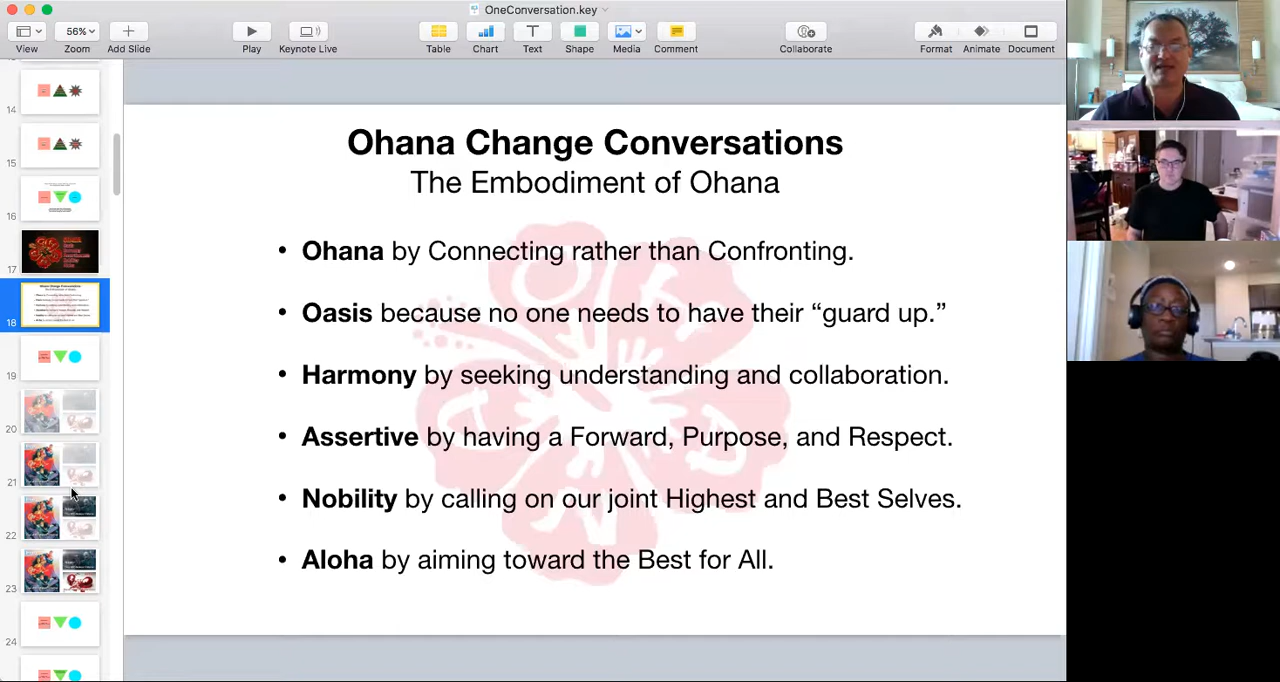 OneConversation.key
56%
View
Zoom
Add Slide
Play
Keynote Live
Table
Chart
Text
Shape
Media
Comment
Collaborate
Format
Animate
Document
14
15
16
17
18
19
20
21
22
23
24
Ohana Change Conversations
The Embodiment of Ohana
• Ohana by Connecting rather than Confronting.
• Oasis because no one needs to have their “guard up.”
• Harmony by seeking understanding and collaboration.
• Assertive by having a Forward, Purpose, and Respect.
• Nobility by calling on our joint Highest and Best Selves.
• Aloha by aiming toward the Best for All.